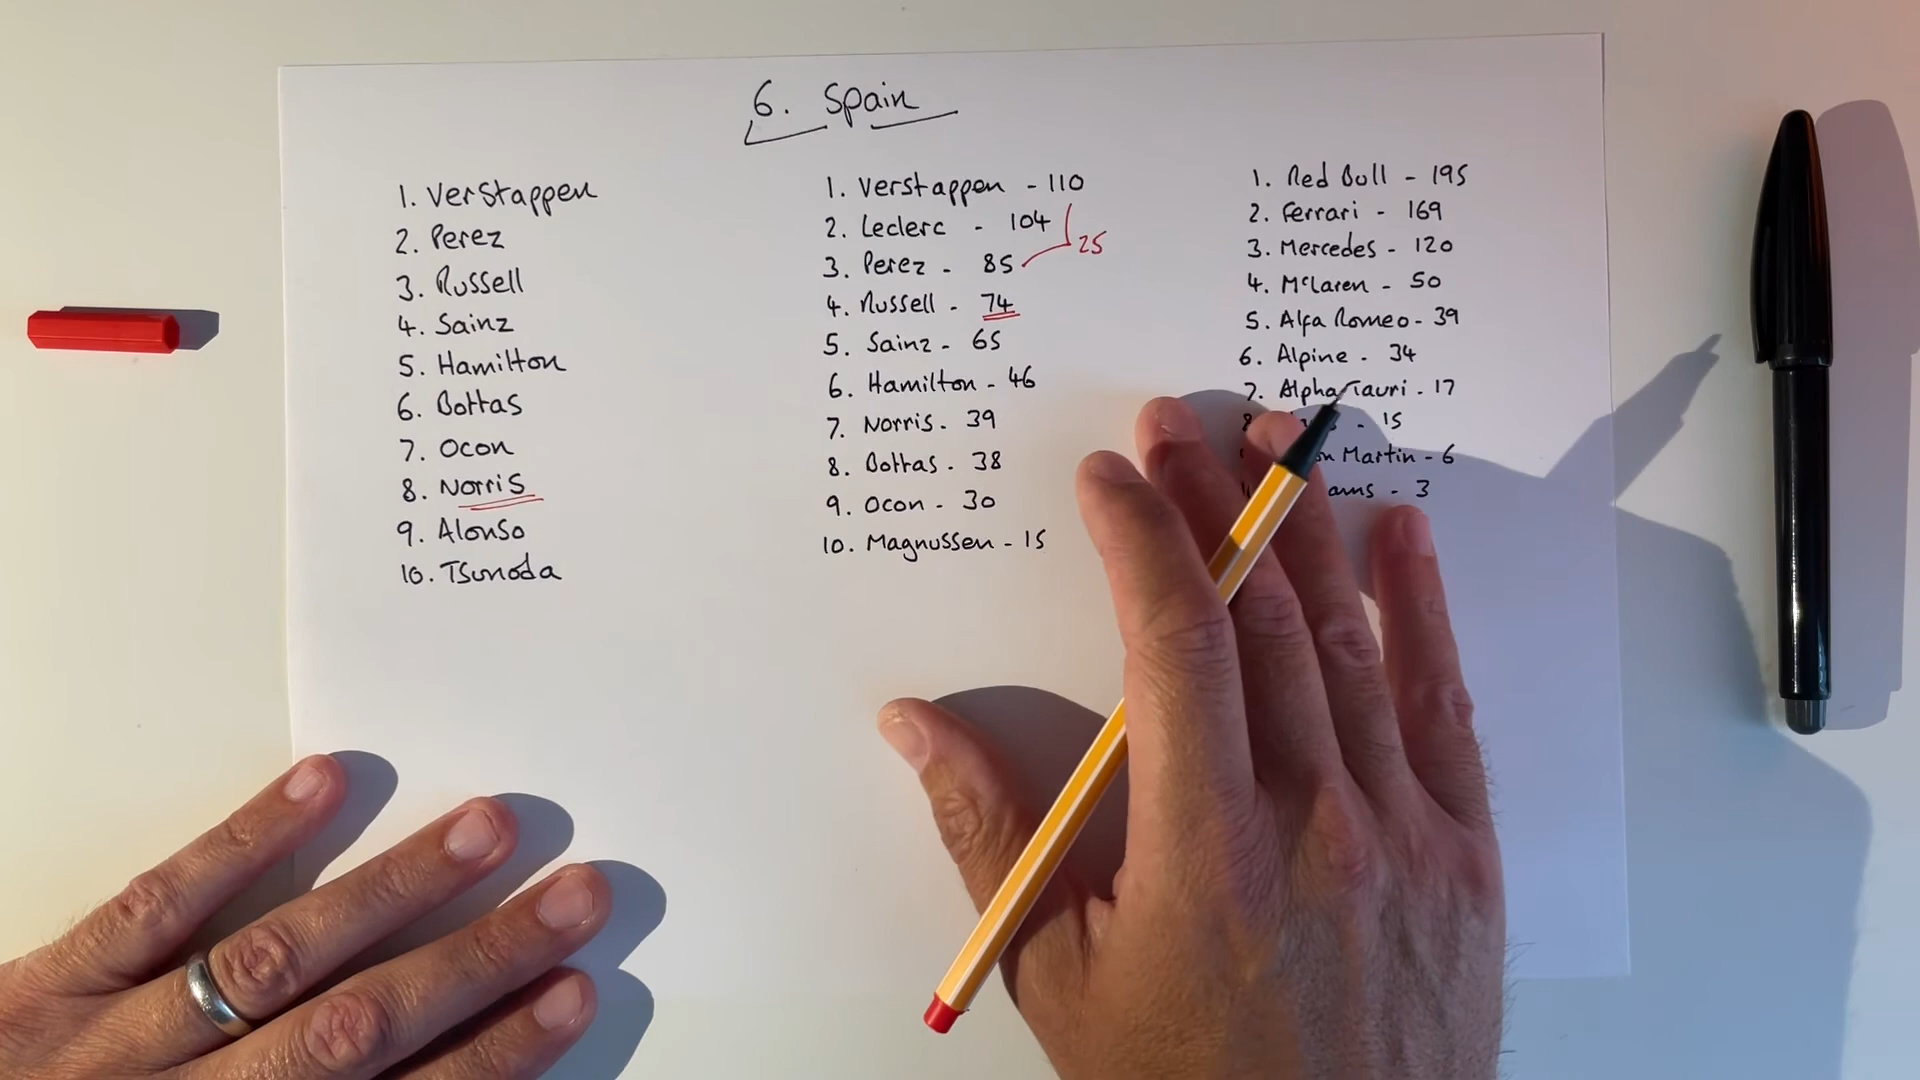 6. Spain
1. Verstappen
2. Perez
3. Russell
4. Sainz
5. Hamilton
6. Bottas
7. Ocon
8. Norris
9. Alonso
10. Tsunoda
1. Verstappen - 110
2. Leclerc - 104
3. Perez - 85
25
4. Russell - 74
5. Sainz - 65
6. Hamilton - 46
7. Norris - 39
8. Bottas - 38
9. Ocon - 30
10. Magnussen - 15
1. Red Bull - 195
2. Ferrari - 169
3. Mercedes - 120
4. McLaren - 50
5. Alfa Romeo - 39
6. Alpine - 34
7. Alpha Tauri - 17
8. - 15
Martin - 6
- 3